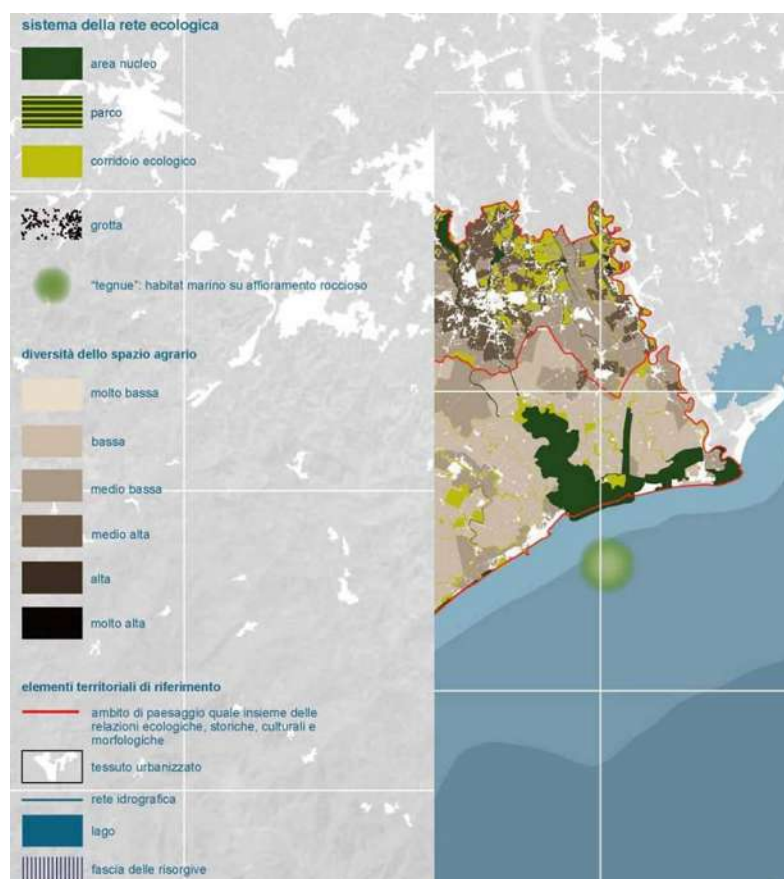 sistema della rete ecologica
area nucleo
parco
corridoio ecologico
grotta
"tegnue": habitat marino su affioramento roccioso
diversità dello spazio agrario
molto bassa
bassa
medio bassa
medio alta
alta
molto alta
elementi territoriali di riferimento
ambito di paesaggio quale insieme delle
relazioni ecologiche, storiche, culturali e
morfologiche
tessuto urbanizzato
rete idrografica
lago
fascia delle risorgive